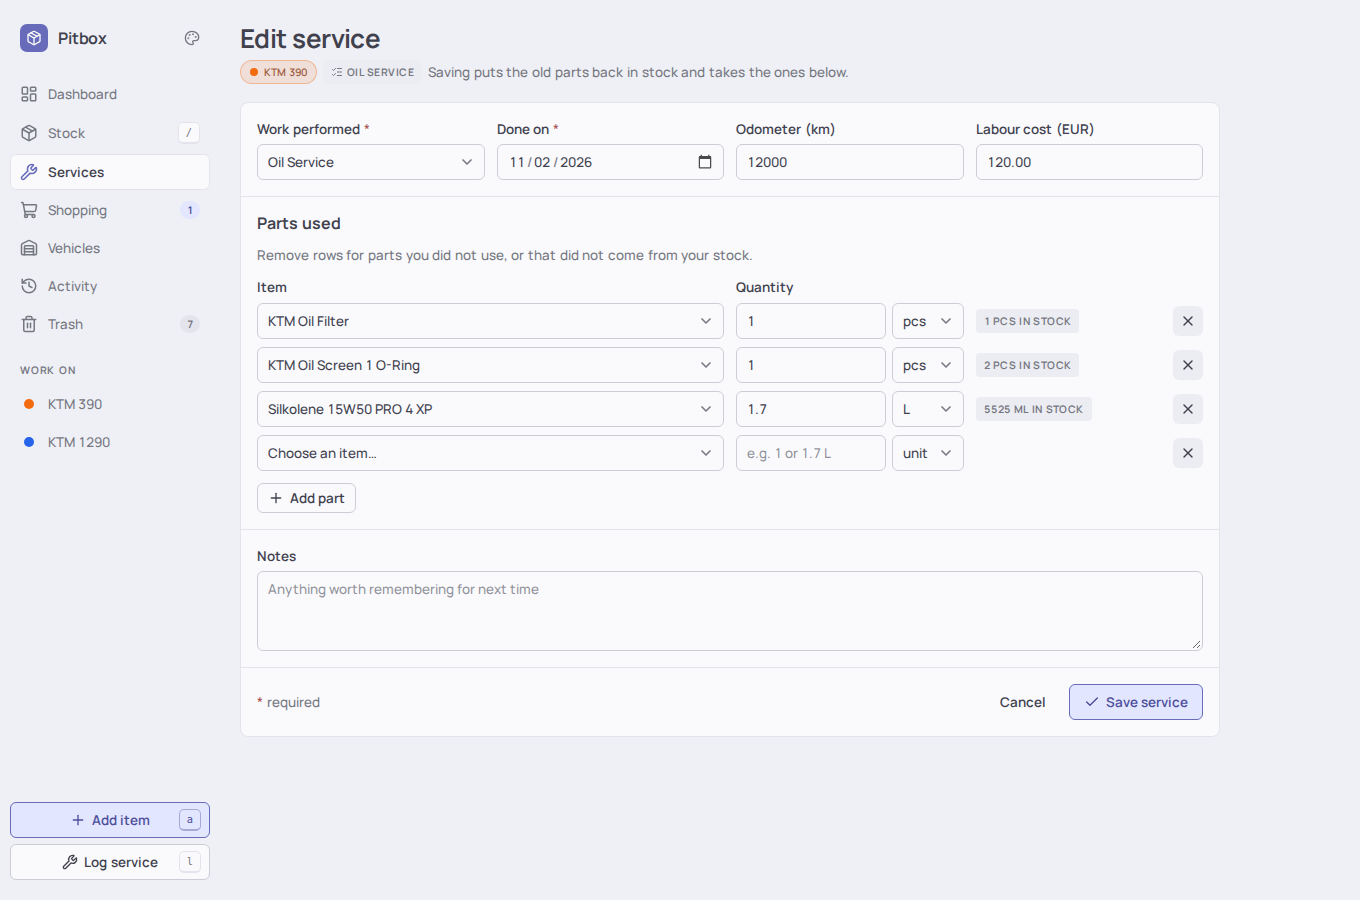 Pitbox
Dashboard
Stock /
Services
Shopping 1
Vehicles
Activity
Trash 7
WORK ON
KTM 390
KTM 1290
Add item a
Log service l
Edit service
KTM 390 OIL SERVICE Saving puts the old parts back in stock and takes the ones below.
Work performed * Done on * Odometer (km) Labour cost (EUR)
Oil Service 11/02/2026 12000 120.00
Parts used
Remove rows for parts you did not use, or that did not come from your stock.
Item Quantity
KTM Oil Filter 1 pcs 1 PCS IN STOCK
KTM Oil Screen 1 O-Ring 1 pcs 2 PCS IN STOCK
Silkolene 15W50 PRO 4 XP 1.7 L 5525 ML IN STOCK
Choose an item... e.g. 1 or 1.7 L unit
Add part
Notes
Anything worth remembering for next time
* required Cancel Save service